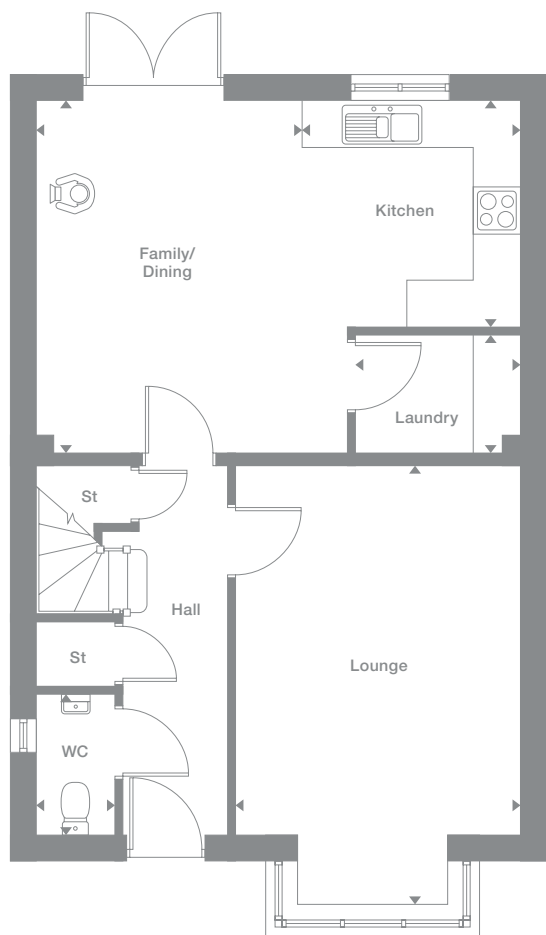 Kitchen
Family/
Dining
Laundry
St
Hall
St
Lounge
WC